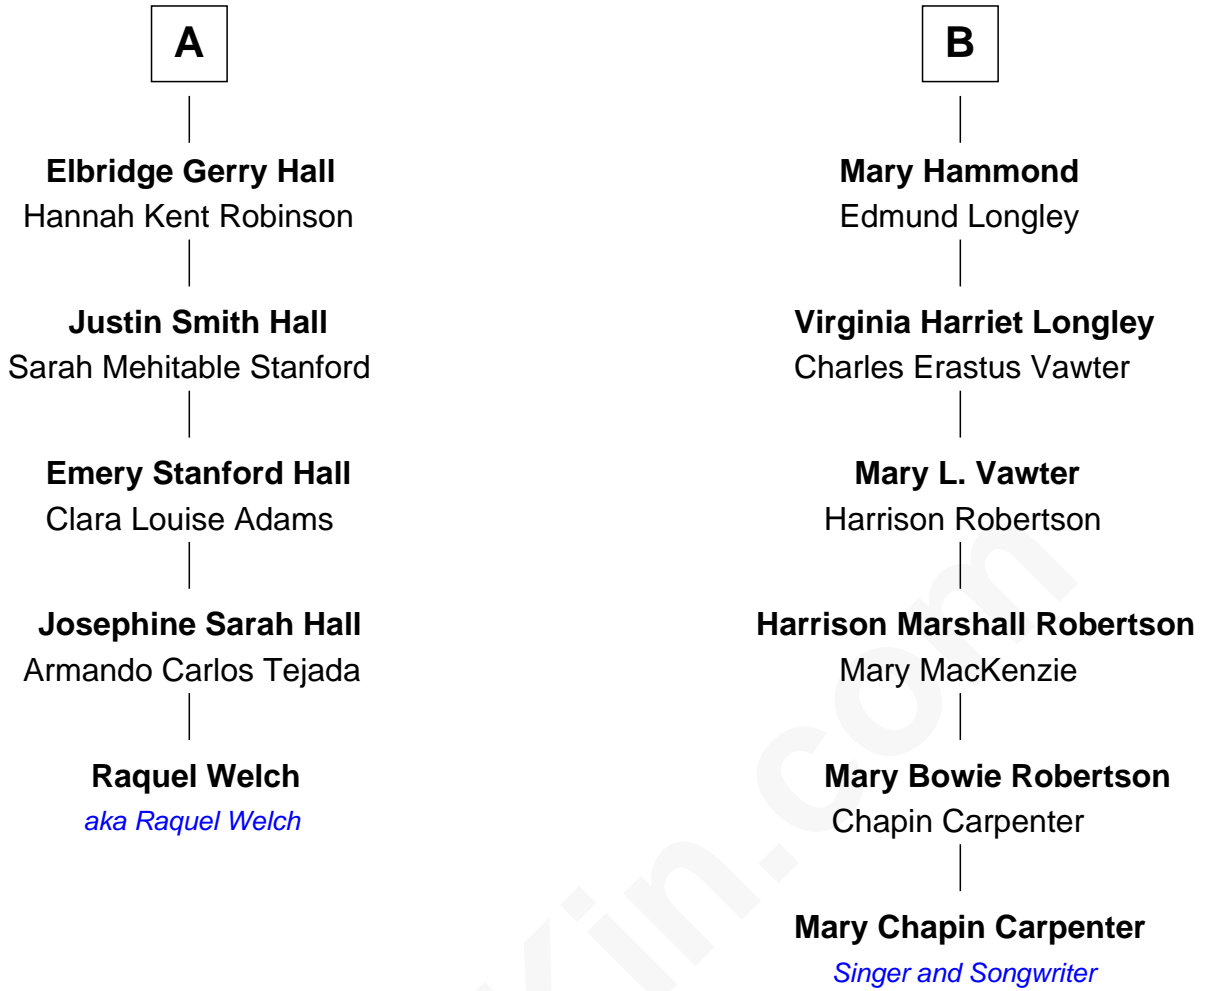 A
Elbridge Gerry Hall
Hannah Kent Robinson
Justin Smith Hall
Sarah Mehitable Stanford
Emery Stanford Hall
Clara Louise Adams
Josephine Sarah Hall
Armando Carlos Tejada
Raquel Welch
aka Raquel Welch
B
Mary Hammond
Edmund Longley
Virginia Harriet Longley
Charles Erastus Vawter
Mary L. Vawter
Harrison Robertson
Harrison Marshall Robertson
Mary MacKenzie
Mary Bowie Robertson
Chapin Carpenter
Mary Chapin Carpenter
Singer and Songwriter
Kin.com